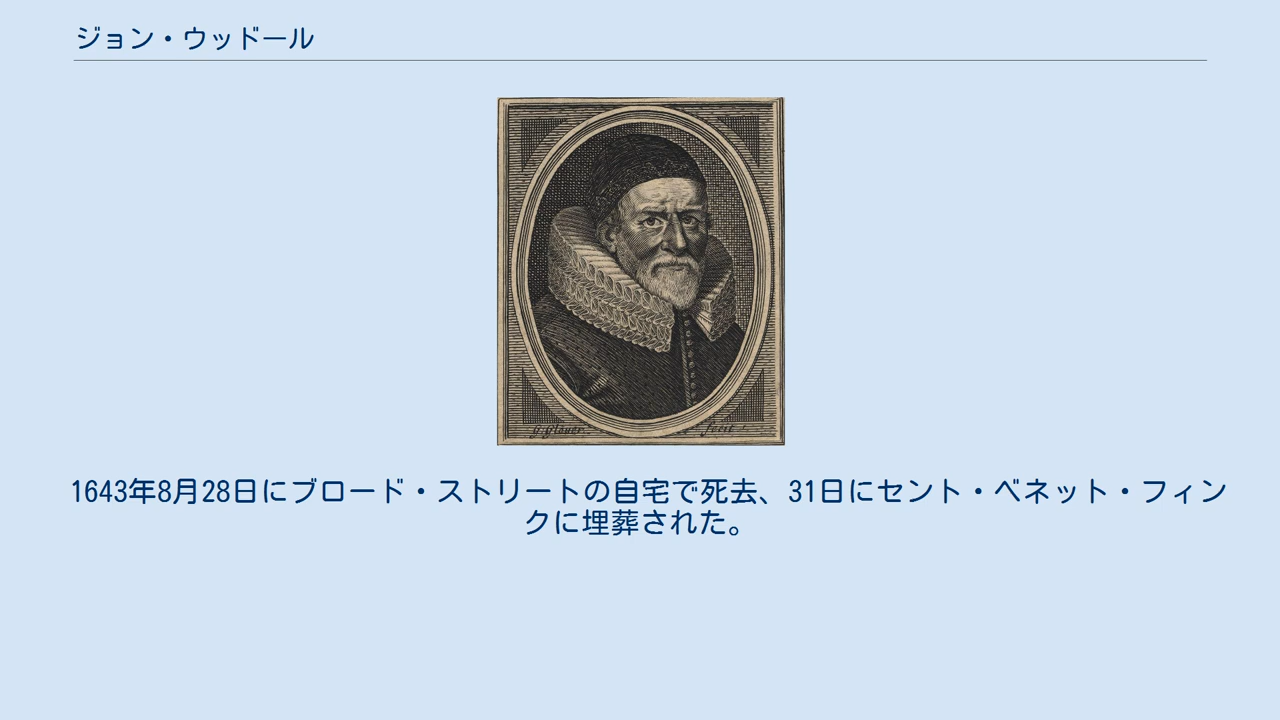 ジョン・ウッドール
1643年8月28日にブロード・ストリートの自宅で死去、31日にセント・ベネット・フィン
クに埋葬された。